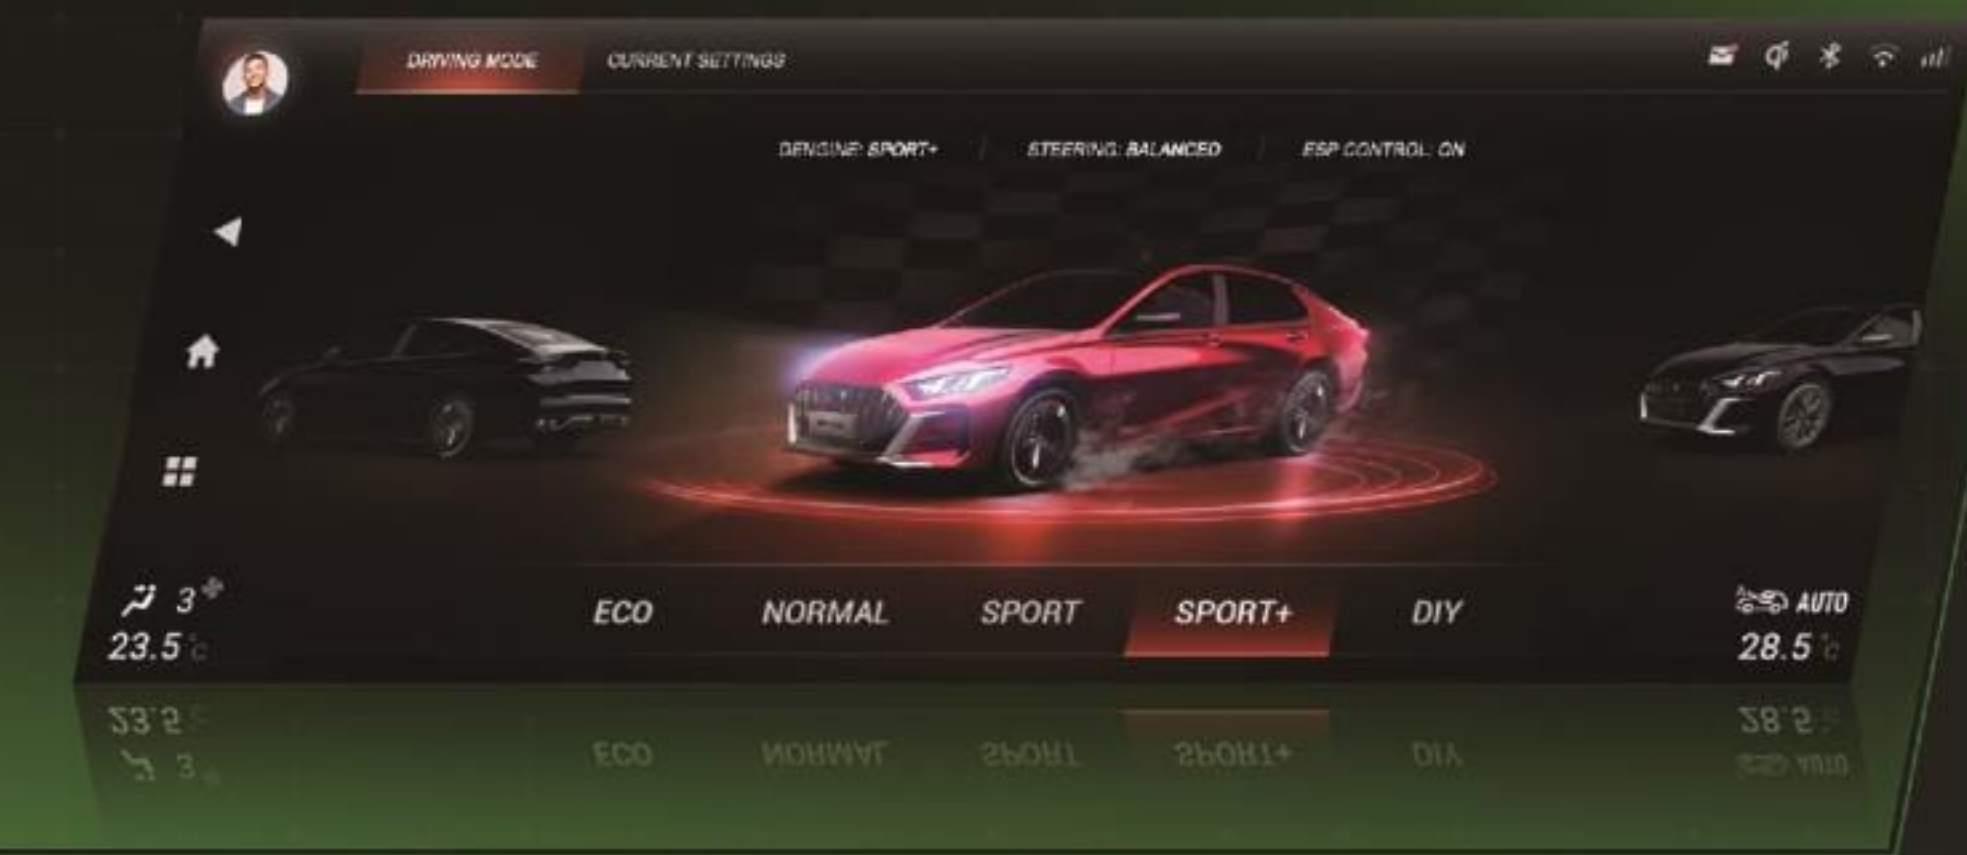 DRIVING MODE CURRENT SETTINGS
DENGINE: SPORT+ STEERING: BALANCED ESP CONTROL: ON
3
23.5 °C
ECO NORMAL SPORT SPORT+ DIY
AUTO
28.5 °C